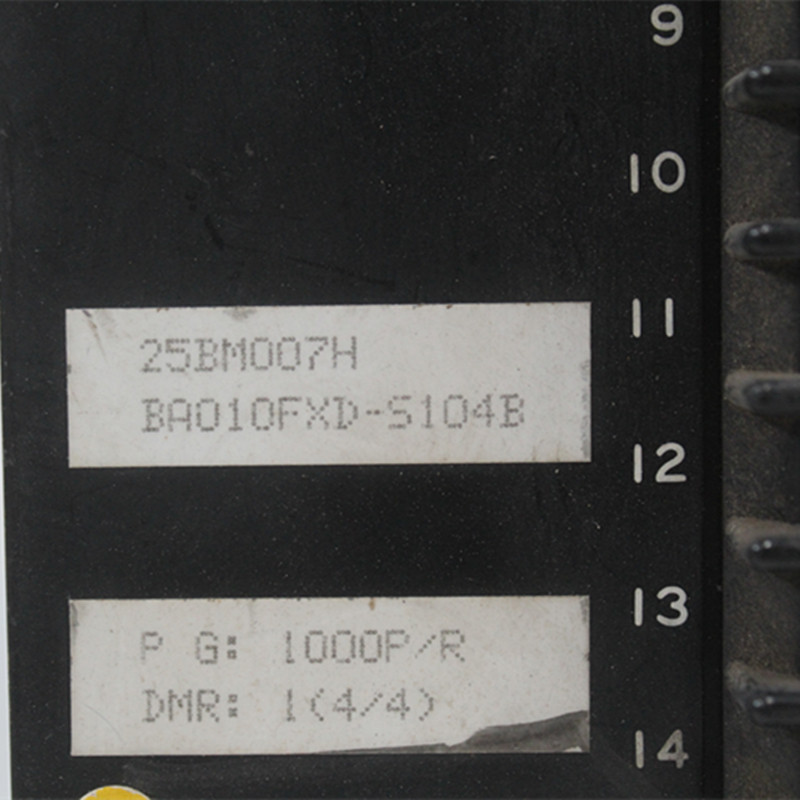 9
10
11
25BM007H
BA010FXD-S104B
12
13
P G: 1000P/R
DMR: 1(4/4)
14